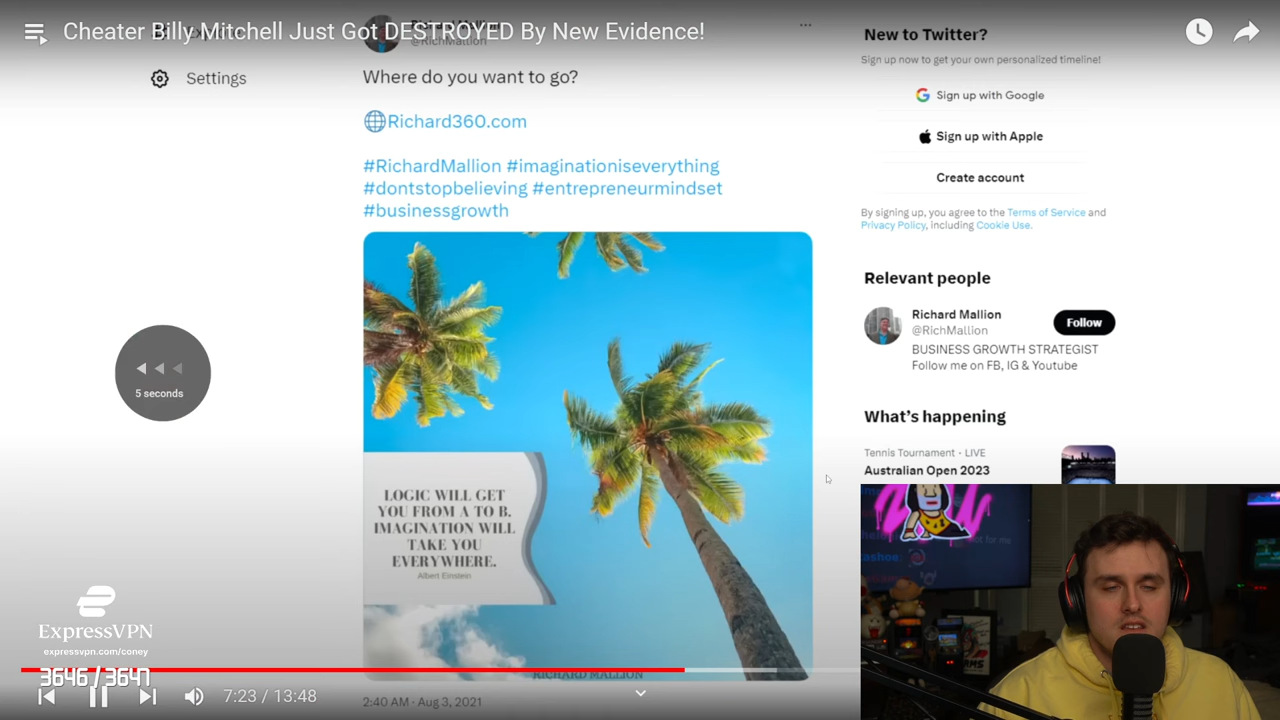 Cheater Billy Mitchell Just Got DESTROYED By New Evidence!
@RichMallion
Settings
Where do you want to go?
Richard360.com
#RichardMallion #imaginationiseverything
#dontstopbelieving #entrepreneurmindset
#businessgrowth
LOGIC WILL GET
YOU FROM A TO B.
IMAGINATION WILL
TAKE YOU
EVERYWHERE.
Albert Einstein
RICHARD MALLION
2:40 AM · Aug 3, 2021
New to Twitter?
Sign up now to get your own personalized timeline!
Sign up with Google
Sign up with Apple
Create account
By signing up, you agree to the Terms of Service and
Privacy Policy, including Cookie Use.
Relevant people
Richard Mallion
@RichMallion
Follow
BUSINESS GROWTH STRATEGIST
Follow me on FB, IG & Youtube
What's happening
Tennis Tournament · LIVE
Australian Open 2023
5 seconds
ExpressVPN
expressvpn.com/coney
3646/3647
7:23 / 13:48